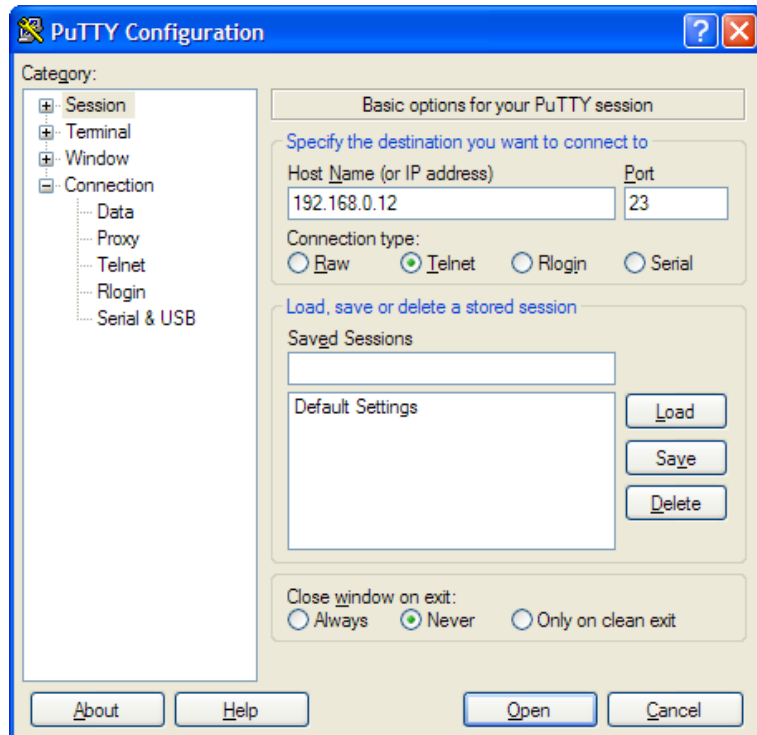 PuTTY Configuration
Category:
Session
Terminal
Window
Connection
Data
Proxy
Telnet
Rlogin
Serial & USB
Basic options for your PuTTY session
Specify the destination you want to connect to
Host Name (or IP address) Port
192.168.0.12 23
Connection type:
Raw Telnet Rlogin Serial
Load, save or delete a stored session
Saved Sessions
Default Settings
Load
Save
Delete
Close window on exit:
Always Never Only on clean exit
About Help Open Cancel